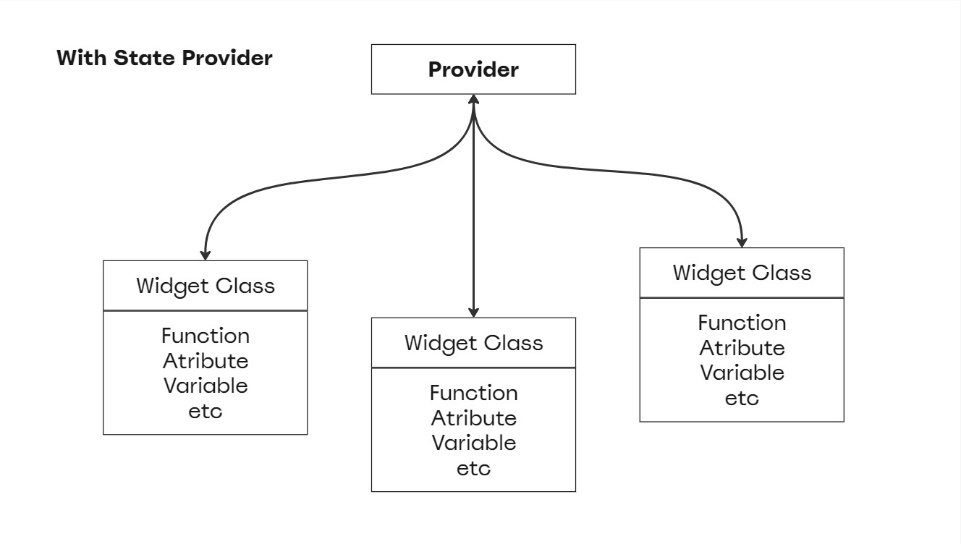 With State Provider
Provider
Widget Class
Function
Atribute
Variable
etc
Widget Class
Function
Atribute
Variable
etc
Widget Class
Function
Atribute
Variable
etc